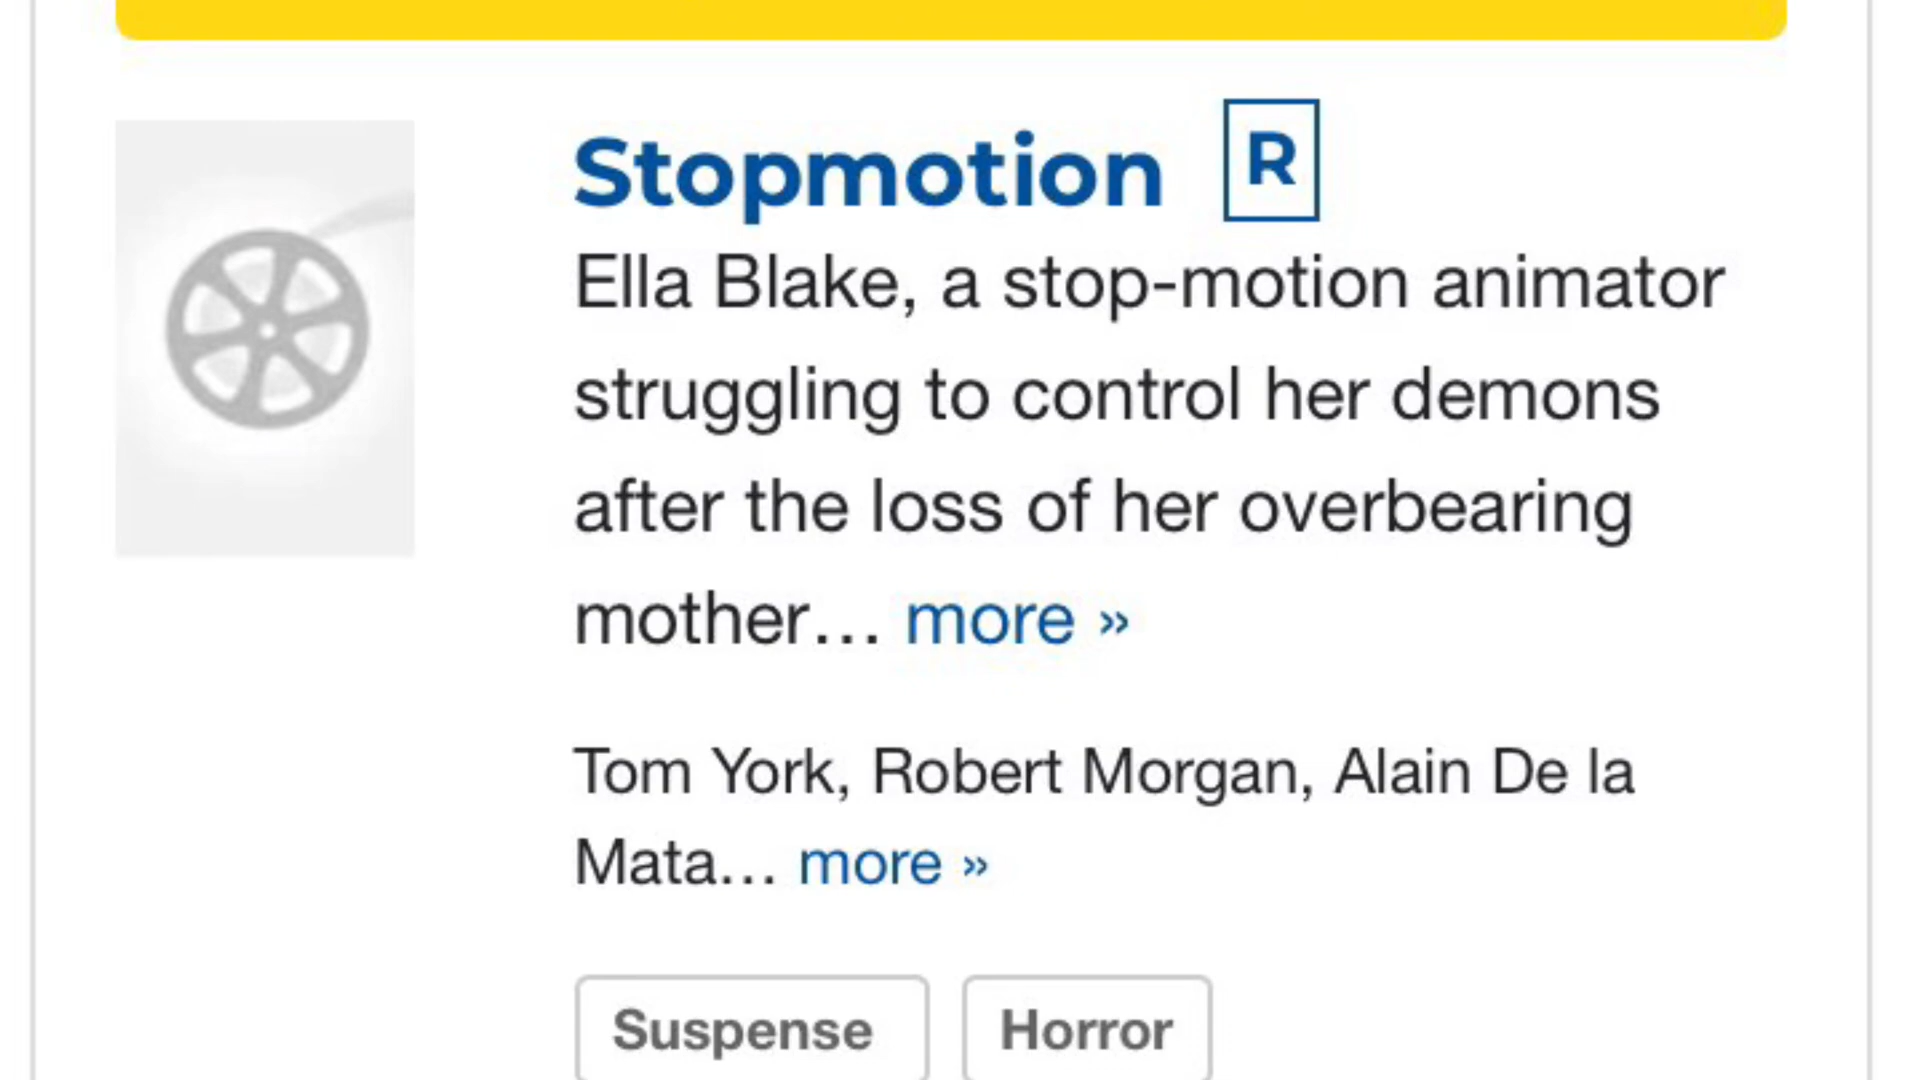 Stopmotion R
Ella Blake, a stop-motion animator
struggling to control her demons
after the loss of her overbearing
mother... more »
Tom York, Robert Morgan, Alain De la
Mata... more »
Suspense Horror